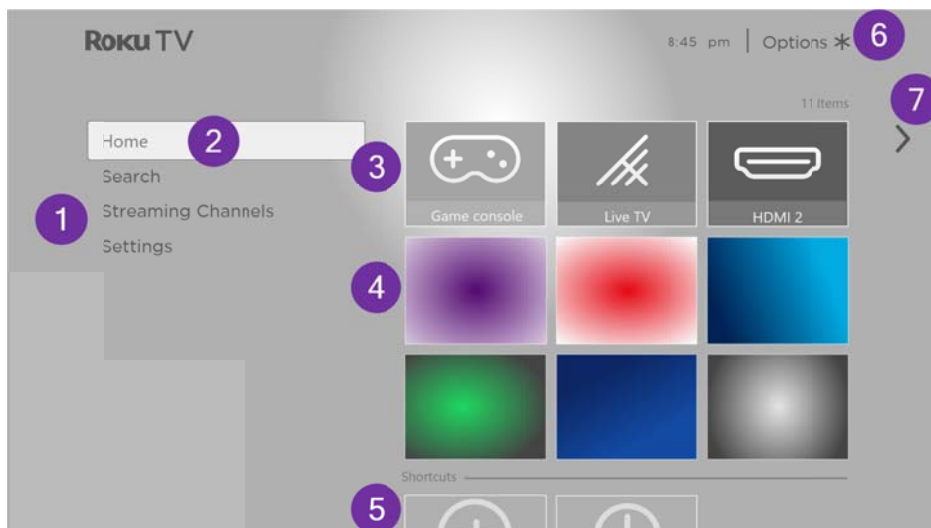 Roku TV
8:45 pm | Options *
6
7
11 Items
Home
2
Search
1
Streaming Channels
Settings
3
Game console
Live TV
HDMI 2
4
Shortcuts
5